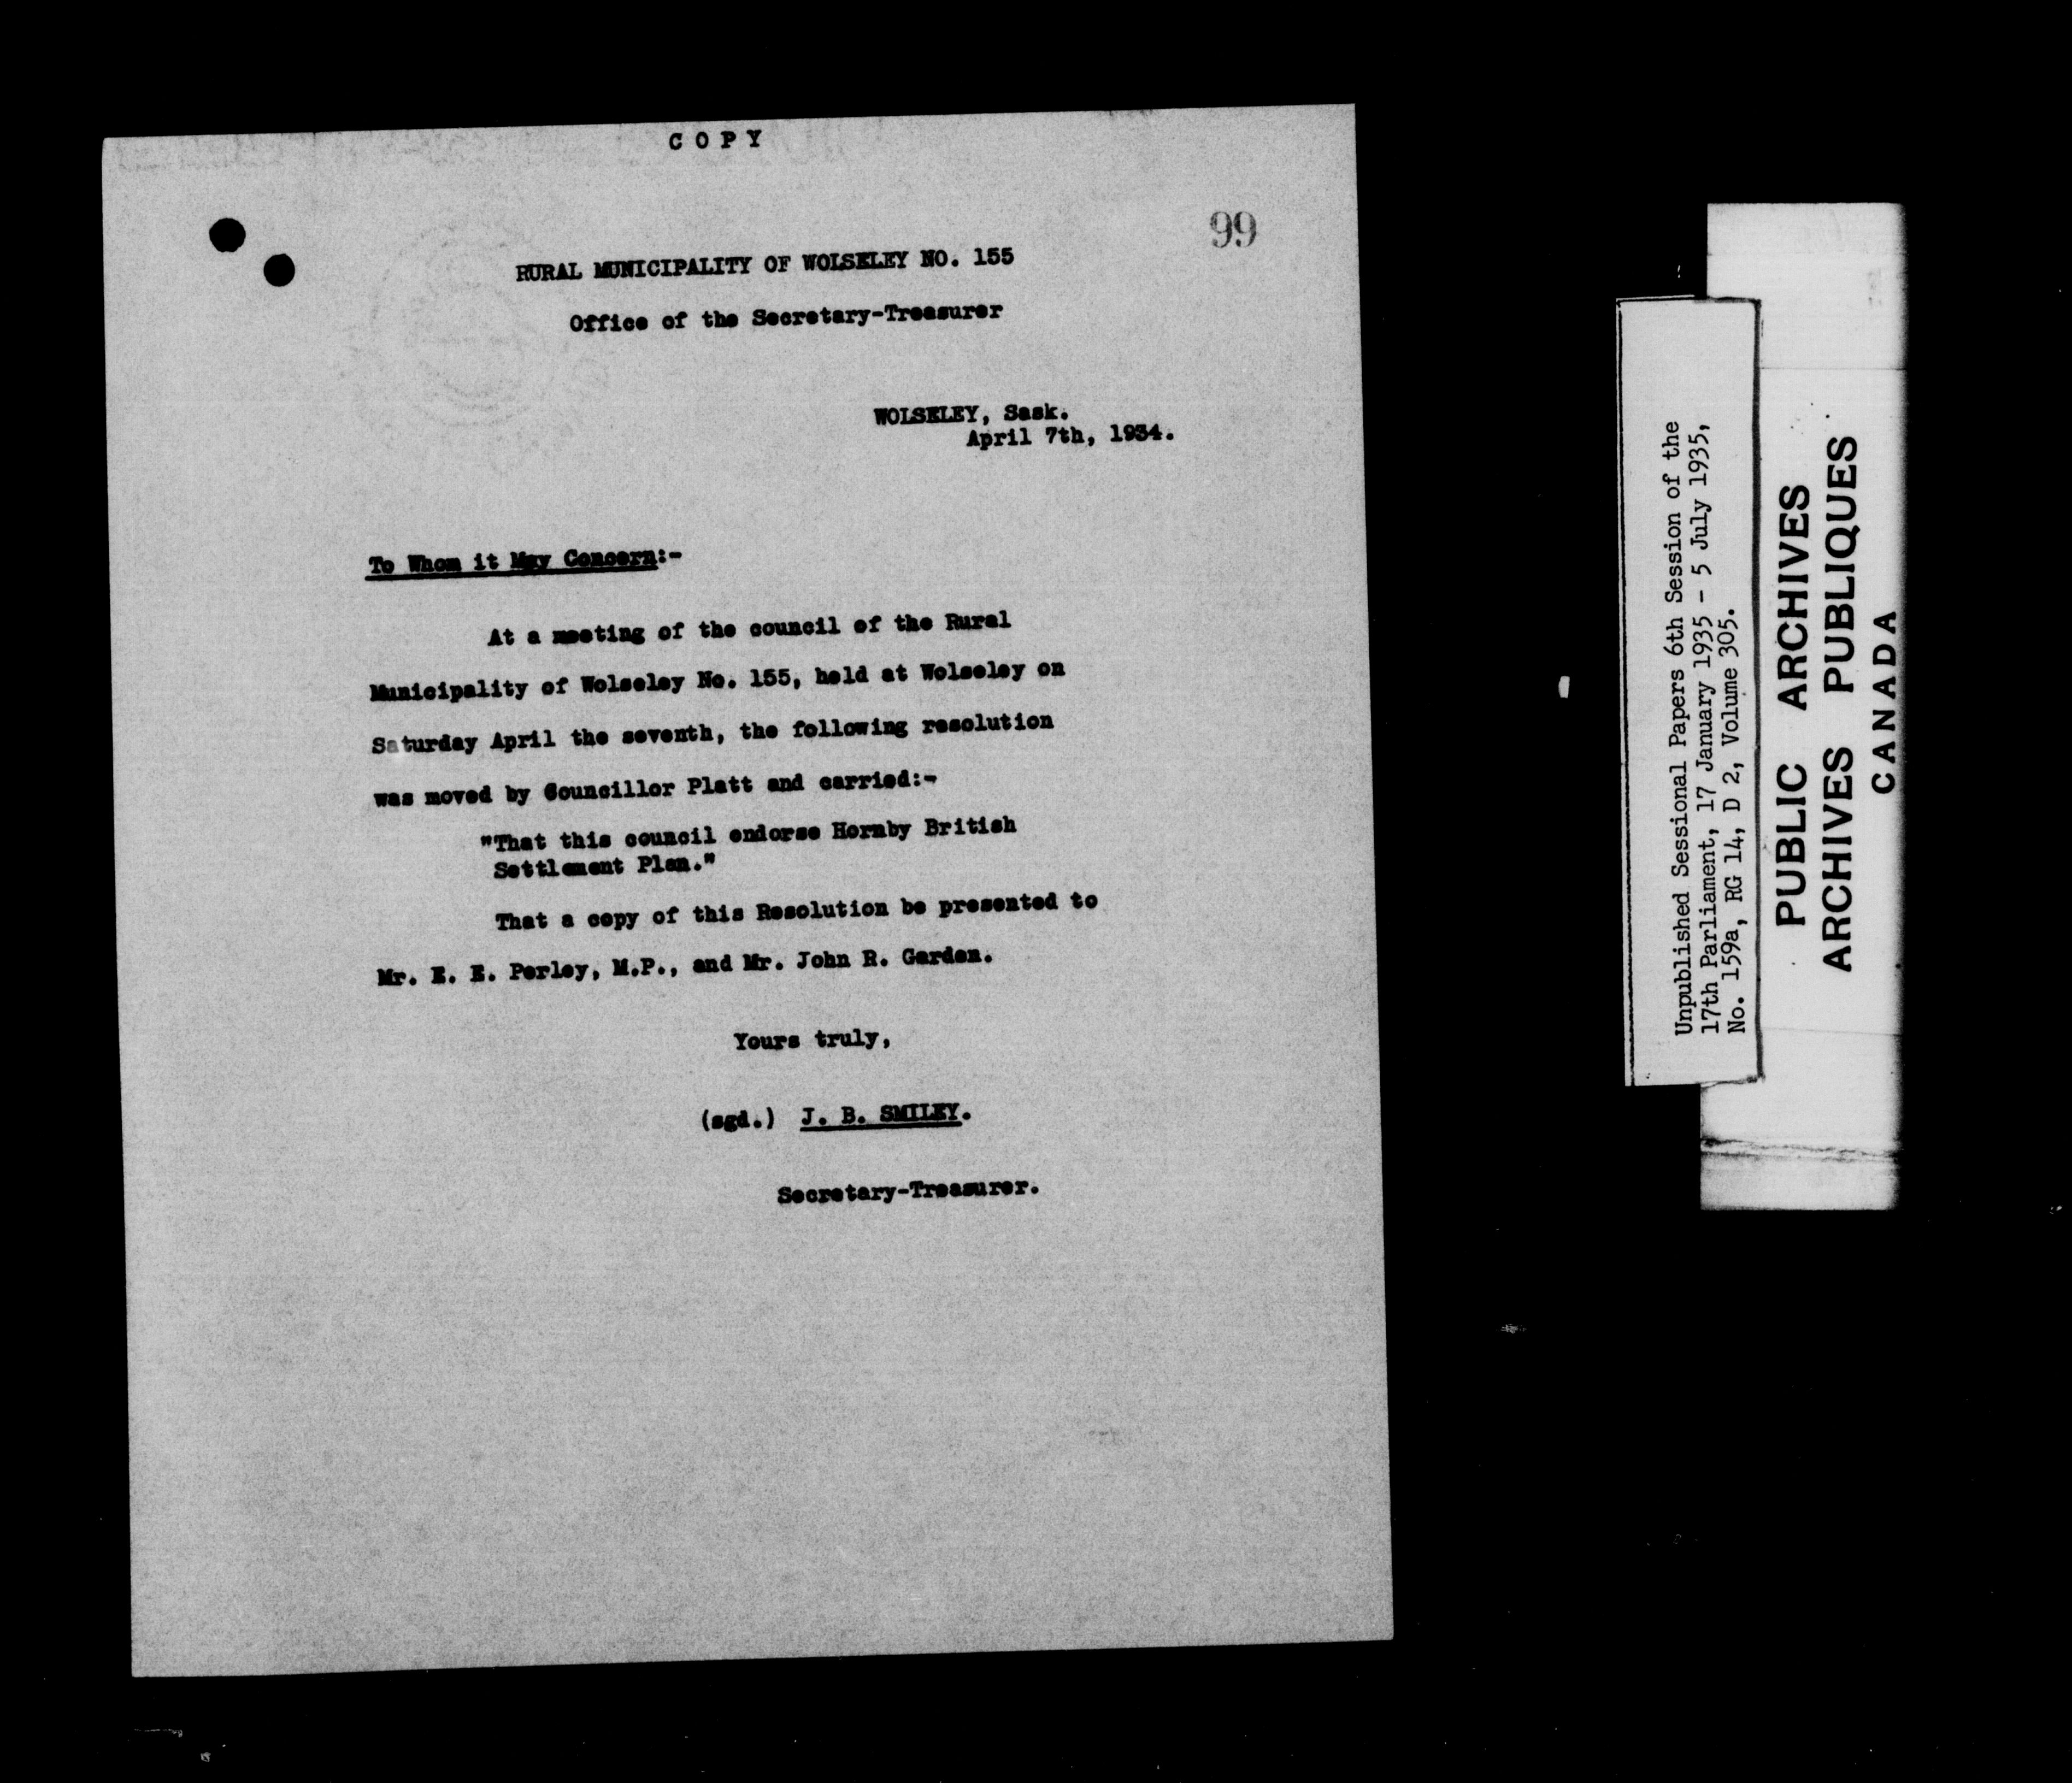 COPY
99
RURAL MUNICIPALITY OF WOLSELEY NO. 155
Office of the Secretary-Treasurer
WOLSELEY, Sask.
April 7th, 1934.
To Whom it May Concern:-
At a meeting of the council of the Rural
Municipality of Wolseley No. 155, held at Wolseley on
Saturday April the seventh, the following resolution
was moved by Councillor Platt and carried:-
"That this council endorse Hornby British
Settlement Plan."
That a copy of this Resolution be presented to
Mr. E. E. Perley, M.P., and Mr. John R. Garden.
Yours truly,
(sgd.) J. B. SMILEY.
Secretary-Treasurer.
Unpublished Sessional Papers 6th Session of the
17th Parliament, 17 January 1935 - 5 July 1935,
No. 159a, RG 14, D 2, Volume 305.
PUBLIC ARCHIVES
ARCHIVES PUBLIQUES
CANADA